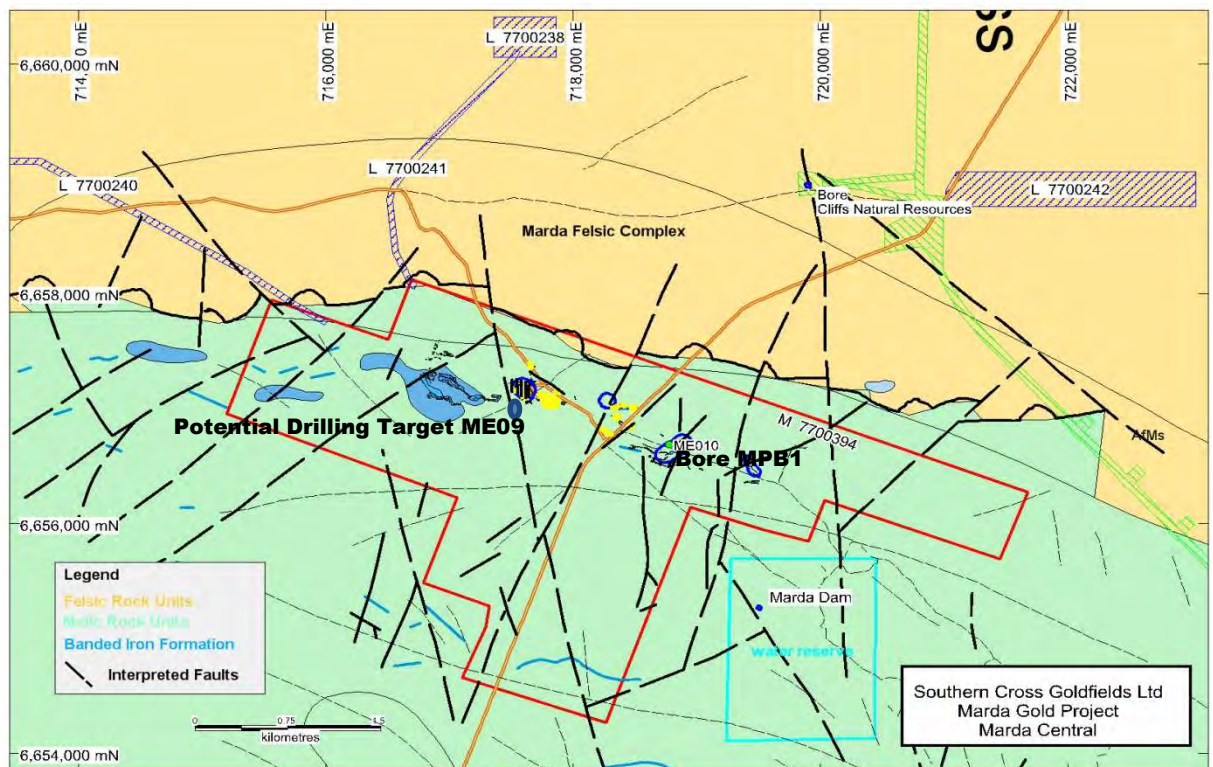 SS
714,000 mE
716,000 mE
718,000 mE
720,000 mE
722,000 mE
6,660,000 mN
L 7700238
L 7700240
L 7700241
L 7700242
Bore
Cliffs Natural Resources
Marda Felsic Complex
6,658,000 mN
M 7700394
Potential Drilling Target ME09
AfMs
ME010
Bore MPB1
6,656,000 mN
Legend
Felsic Rock Units
Mafic Rock Units
Banded Iron Formation
Interpreted Faults
Marda Dam
water reserve
Southern Cross Goldfields Ltd
Marda Gold Project
Marda Central
0 0.75 1.5
kilometres
6,654,000 mN